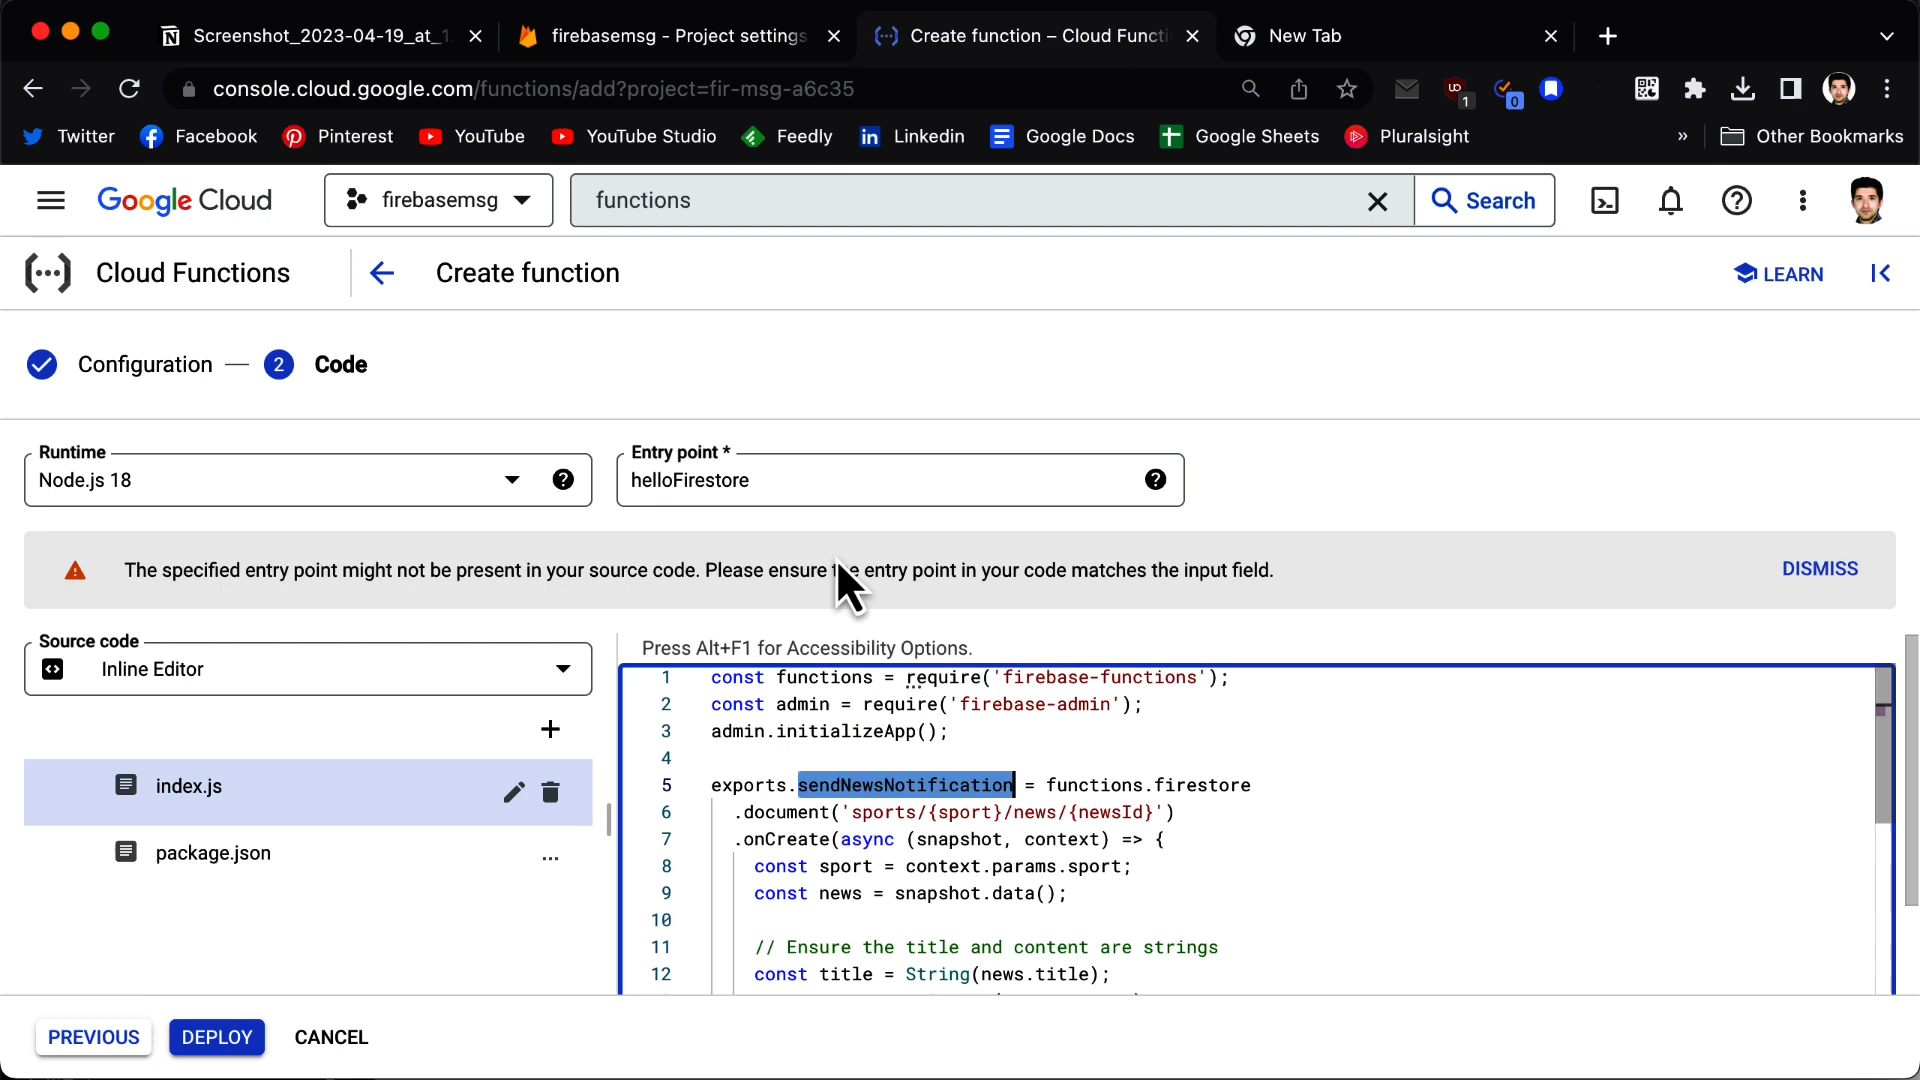 Screenshot_2023-04-19_at_1
firebasemsg - Project settings
Create function – Cloud Functi
New Tab
console.cloud.google.com/functions/add?project=fir-msg-a6c35
1
0
Twitter
Facebook
Pinterest
YouTube
YouTube Studio
Feedly
Linkedin
Google Docs
Google Sheets
Pluralsight
»
Other Bookmarks
Google Cloud
firebasemsg
functions
Search
Cloud Functions
Create function
LEARN
Configuration — 2 Code
Runtime
Node.js 18
Entry point *
helloFirestore
The specified entry point might not be present in your source code. Please ensure the entry point in your code matches the input field.
DISMISS
Source code
Inline Editor
index.js
package.json
Press Alt+F1 for Accessibility Options.
1 const functions = require('firebase-functions');
2 const admin = require('firebase-admin');
3 admin.initializeApp();
4
5 exports.sendNewsNotification = functions.firestore
6 .document('sports/{sport}/news/{newsId}')
7 .onCreate(async (snapshot, context) => {
8 const sport = context.params.sport;
9 const news = snapshot.data();
10
11 // Ensure the title and content are strings
12 const title = String(news.title);
PREVIOUS
DEPLOY
CANCEL